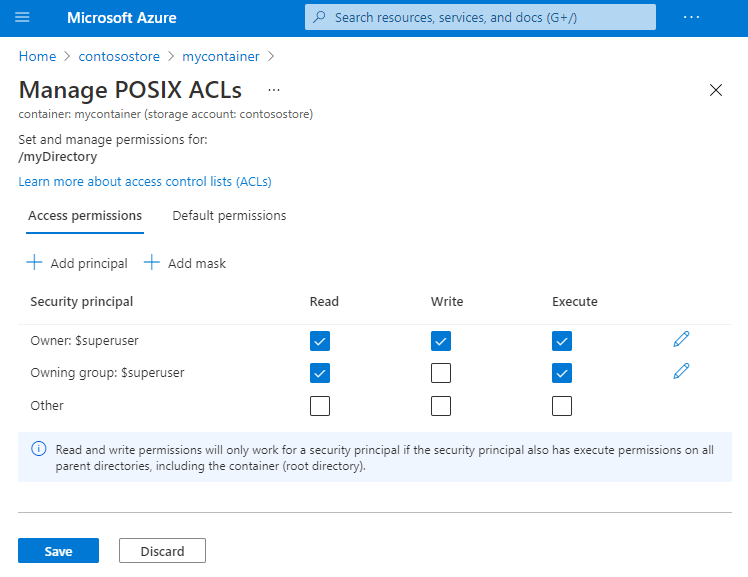 Microsoft Azure
Search resources, services, and docs (G+/)
...
Home > contosostore > mycontainer >
Manage POSIX ACLs ...
container: mycontainer (storage account: contosostore)
Set and manage permissions for:
/myDirectory
Learn more about access control lists (ACLs)
Access permissions Default permissions
Add principal Add mask
Security principal Read Write Execute
Owner: $superuser
Owning group: $superuser
Other
Read and write permissions will only work for a security principal if the security principal also has execute permissions on all
parent directories, including the container (root directory).
Save Discard